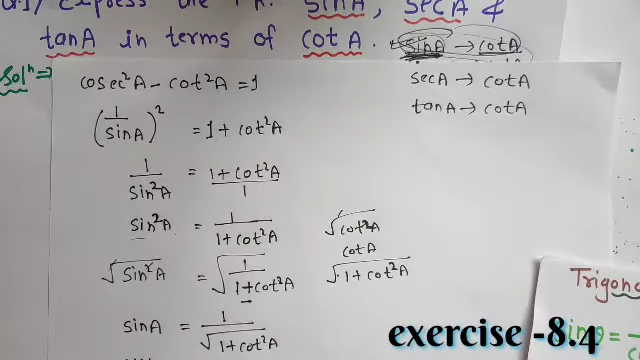 Q.1) Express the T.R. sinA, secA &
tanA in terms of cotA.
Solⁿ⇒
sinA → cotA
secA → cotA
tanA → cotA
cosec²A - cot²A = 1
(1/sinA)² = 1 + cot²A
1/sin²A = 1 + cot²A/1
sin²A = 1/1+cot²A
√cot²A
cotA
√sin²A = √1/1+cot²A
√1+cot²A
sinA = 1/√1+cot²A
Trigono
exercise -8.4